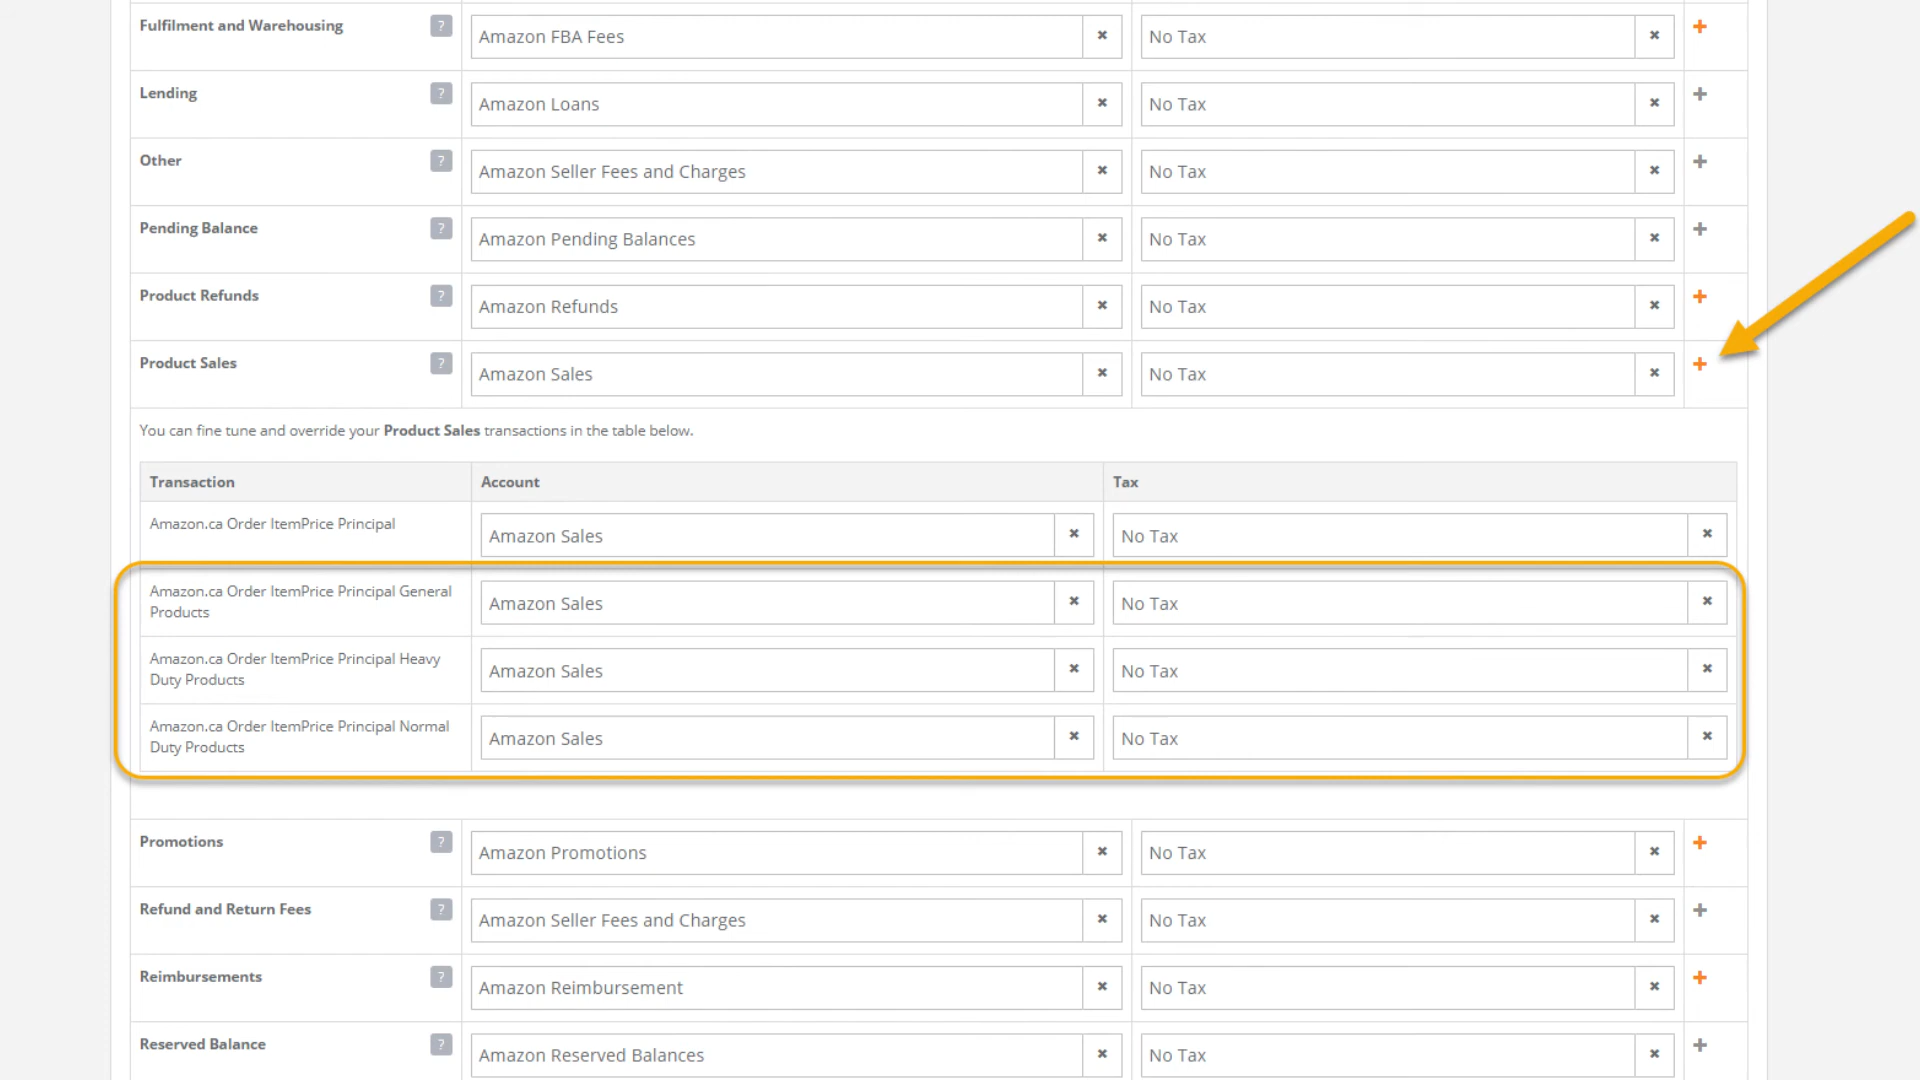 Fulfilment and Warehousing ? Amazon FBA Fees ✖ No Tax ✖ +
Lending ? Amazon Loans ✖ No Tax ✖ +
Other ? Amazon Seller Fees and Charges ✖ No Tax ✖ +
Pending Balance ? Amazon Pending Balances ✖ No Tax ✖ +
Product Refunds ? Amazon Refunds ✖ No Tax ✖ +
Product Sales ? Amazon Sales ✖ No Tax ✖ +
You can fine tune and override your Product Sales transactions in the table below.
Transaction Account Tax
Amazon.ca Order ItemPrice Principal Amazon Sales ✖ No Tax ✖
Amazon.ca Order ItemPrice Principal General
Products
Amazon Sales ✖ No Tax ✖
Amazon.ca Order ItemPrice Principal Heavy
Duty Products
Amazon Sales ✖ No Tax ✖
Amazon.ca Order ItemPrice Principal Normal
Duty Products
Amazon Sales ✖ No Tax ✖
Promotions ? Amazon Promotions ✖ No Tax ✖ +
Refund and Return Fees ? Amazon Seller Fees and Charges ✖ No Tax ✖ +
Reimbursements ? Amazon Reimbursement ✖ No Tax ✖ +
Reserved Balance ? Amazon Reserved Balances ✖ No Tax ✖ +